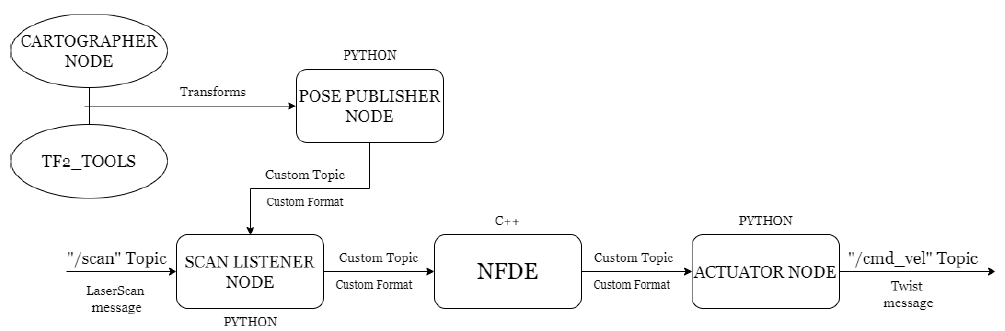 CARTOGRAPHER
NODE
Transforms
PYTHON
POSE PUBLISHER
NODE
TF2_TOOLS
Custom Topic
Custom Format
"/scan" Topic
LaserScan
message
SCAN LISTENER
NODE
PYTHON
Custom Topic
Custom Format
C++
NFDE
Custom Topic
Custom Format
PYTHON
ACTUATOR NODE
"/cmd_vel" Topic
Twist
message